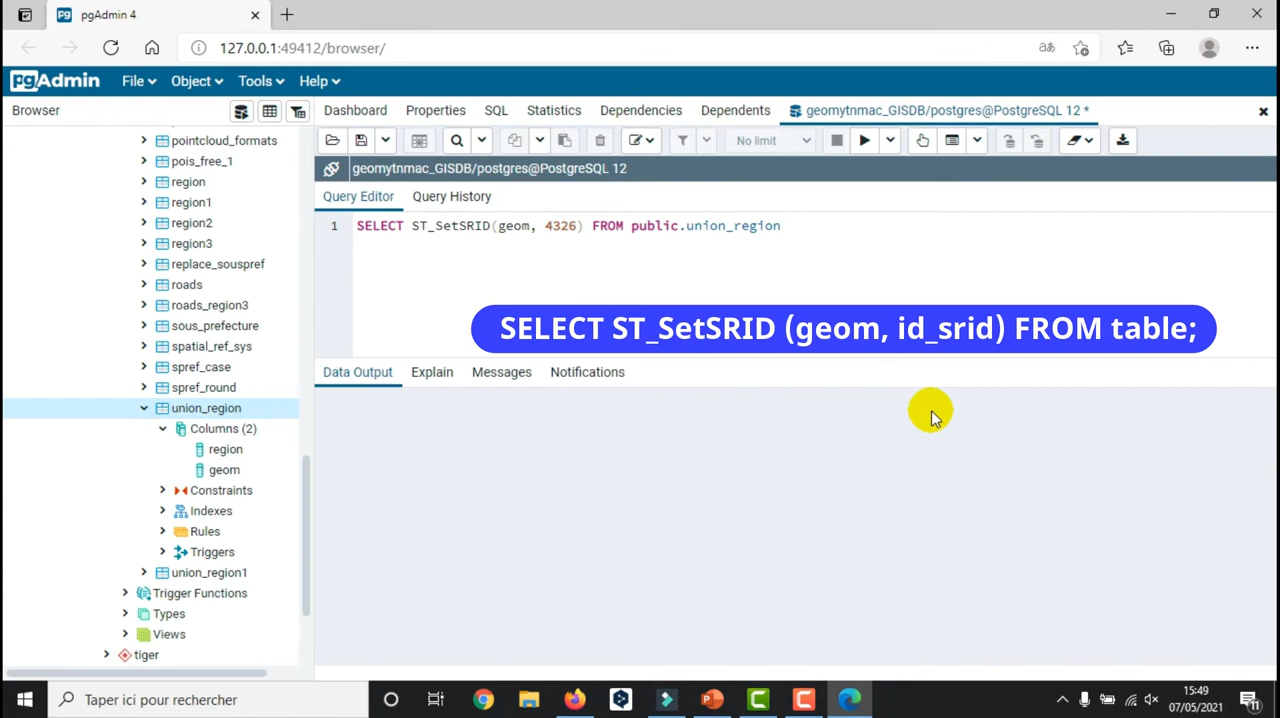 pgAdmin 4
127.0.0.1:49412/browser/
pgAdmin File Object Tools Help
Browser
Dashboard Properties SQL Statistics Dependencies Dependents geomytnmac_GISDB/postgres@PostgreSQL 12 *
No limit
geomytnmac_GISDB/postgres@PostgreSQL 12
Query Editor Query History
1 SELECT ST_SetSRID(geom, 4326) FROM public.union_region
SELECT ST_SetSRID (geom, id_srid) FROM table;
Data Output Explain Messages Notifications
pointcloud_formats
pois_free_1
region
region1
region2
region3
replace_souspref
roads
roads_region3
sous_prefecture
spatial_ref_sys
spref_case
spref_round
union_region
Columns (2)
region
geom
Constraints
Indexes
Rules
Triggers
union_region1
Trigger Functions
Types
Views
tiger
Taper ici pour rechercher
15:49
07/05/2021
11